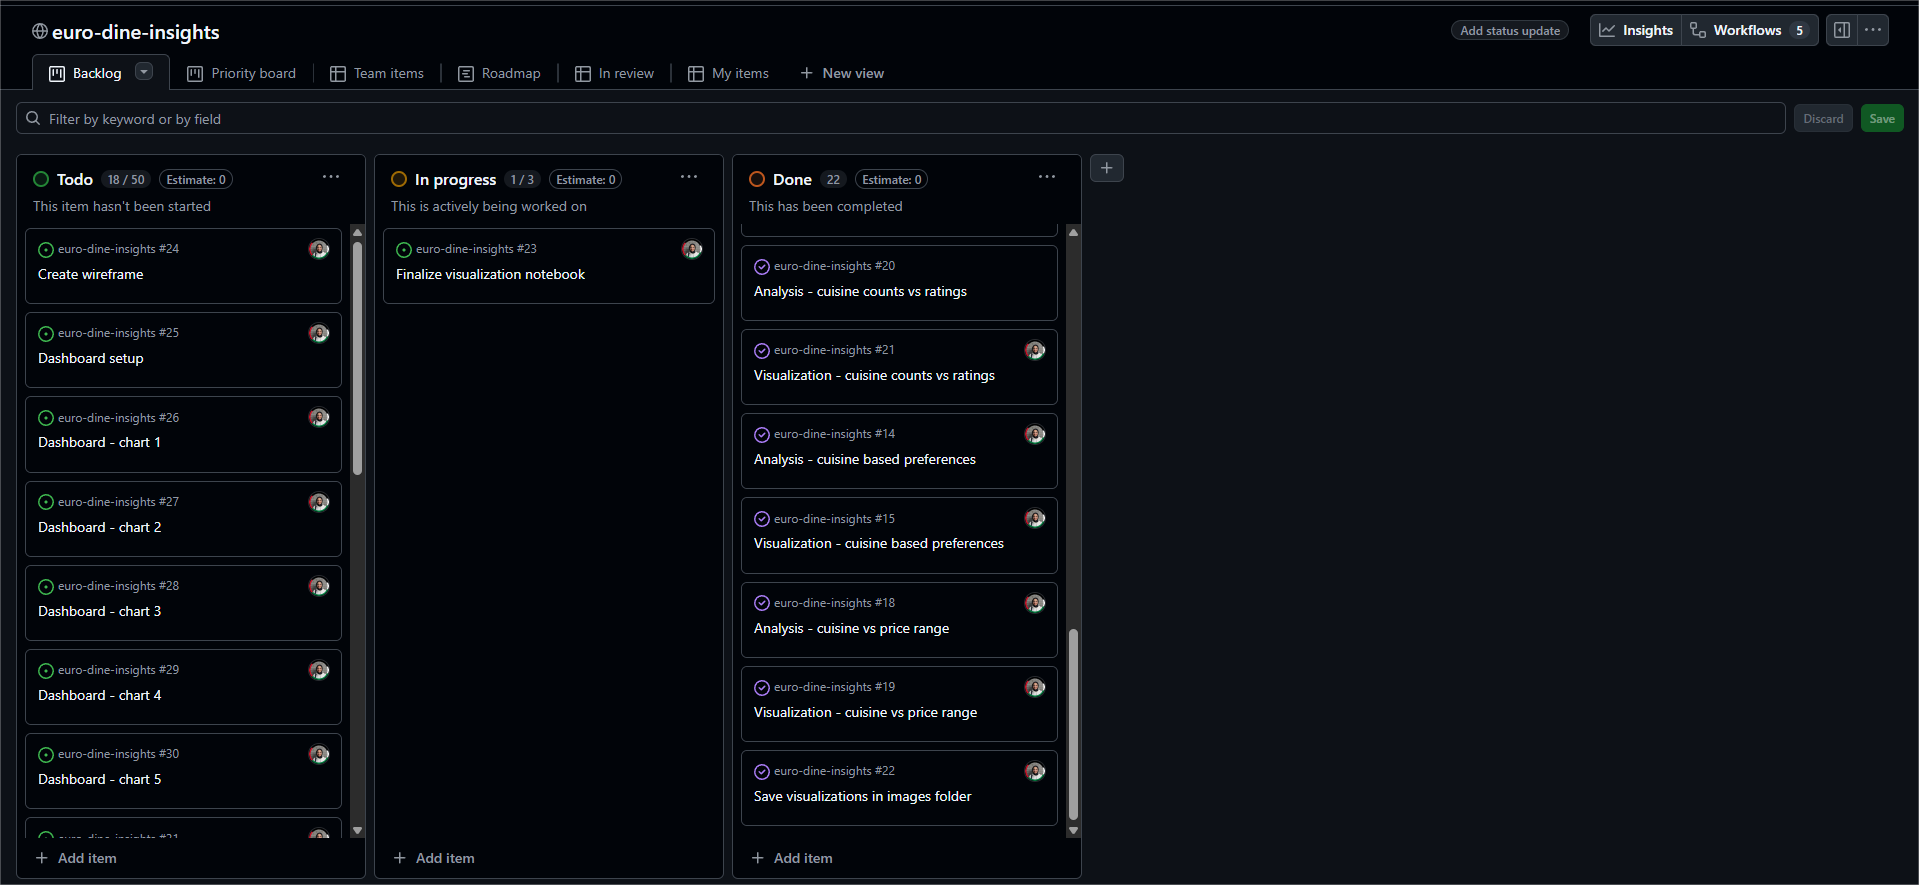 euro-dine-insights
Add status update
Insights
Workflows 5
Backlog
Priority board
Team items
Roadmap
In review
My items
New view
Filter by keyword or by field
Discard
Save
Todo 18 / 50 Estimate: 0
This item hasn't been started
euro-dine-insights #24
Create wireframe
euro-dine-insights #25
Dashboard setup
euro-dine-insights #26
Dashboard - chart 1
euro-dine-insights #27
Dashboard - chart 2
euro-dine-insights #28
Dashboard - chart 3
euro-dine-insights #29
Dashboard - chart 4
euro-dine-insights #30
Dashboard - chart 5
euro-dine-insights #31
Add item
In progress 1 / 3 Estimate: 0
This is actively being worked on
euro-dine-insights #23
Finalize visualization notebook
Add item
Done 22 Estimate: 0
This has been completed
euro-dine-insights #20
Analysis - cuisine counts vs ratings
euro-dine-insights #21
Visualization - cuisine counts vs ratings
euro-dine-insights #14
Analysis - cuisine based preferences
euro-dine-insights #15
Visualization - cuisine based preferences
euro-dine-insights #18
Analysis - cuisine vs price range
euro-dine-insights #19
Visualization - cuisine vs price range
euro-dine-insights #22
Save visualizations in images folder
Add item